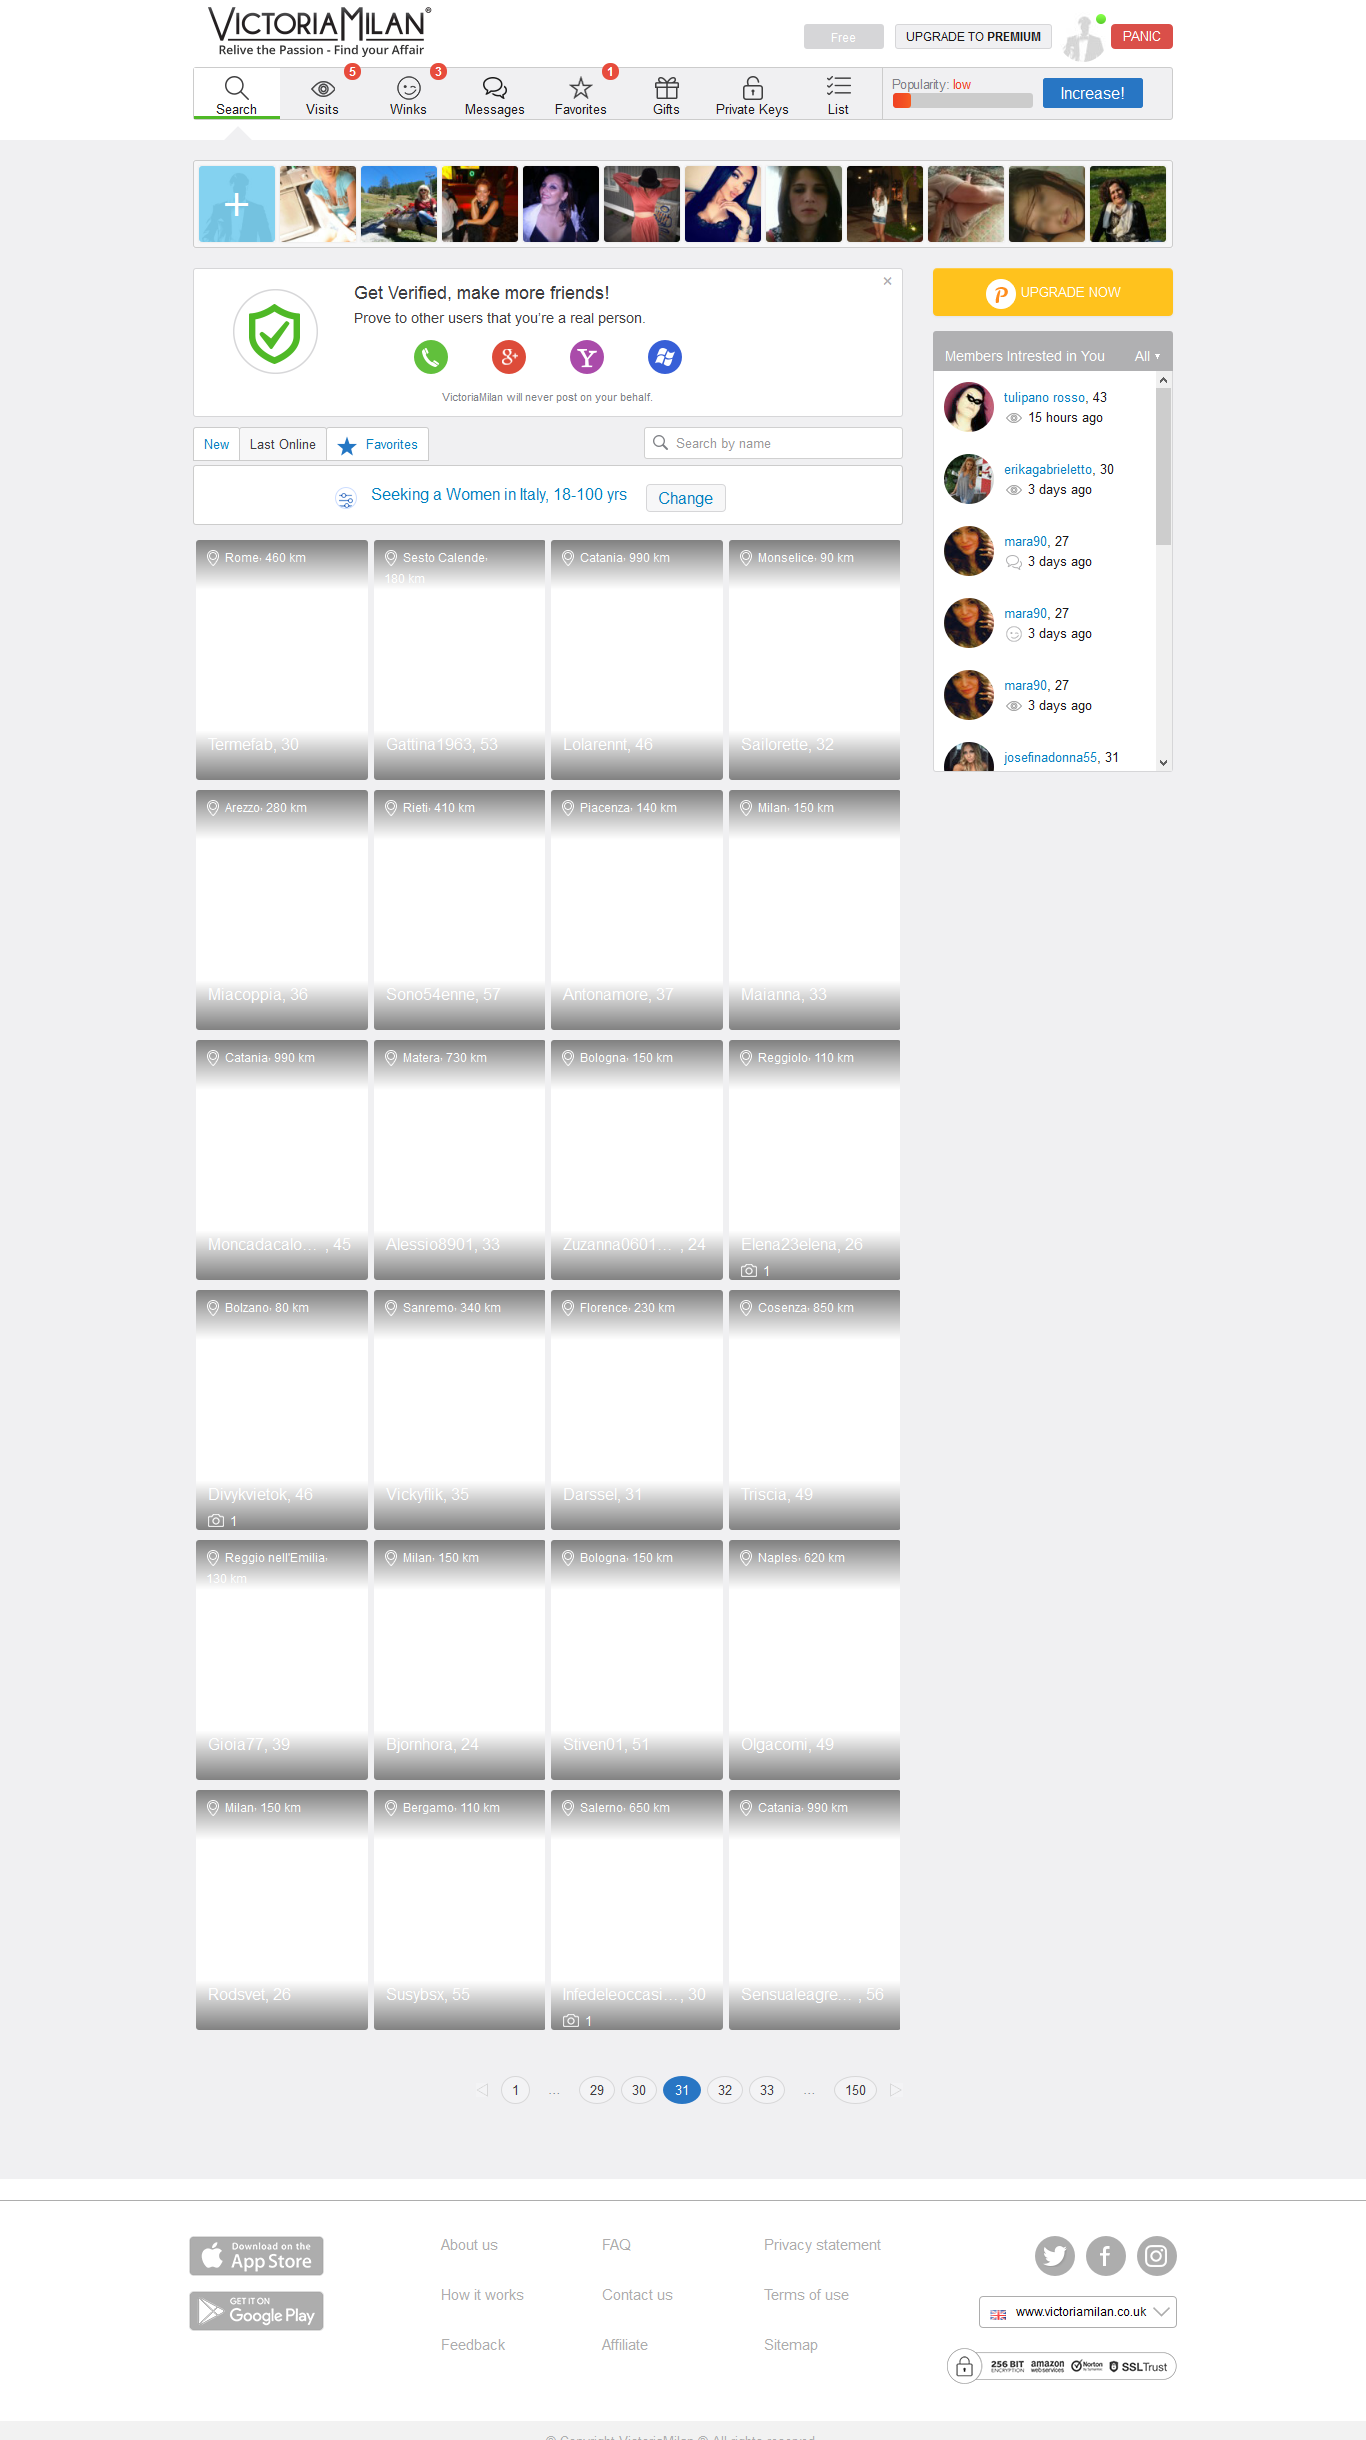 VICTORIAMILAN®
Relive the Passion - Find your Affair
Free
UPGRADE TO PREMIUM
PANIC
5
3
1
Search
Visits
Winks
Messages
Favorites
Gifts
Private Keys
List
Popularity: low
Increase!
Get Verified, make more friends!
Prove to other users that you're a real person.
VictoriaMilan will never post on your behalf.
UPGRADE NOW
Members Intrested in You
All
tulipano rosso, 43
15 hours ago
erikagabrieletto, 30
3 days ago
mara90, 27
3 days ago
mara90, 27
3 days ago
mara90, 27
3 days ago
josefinadonna55, 31
New
Last Online
Favorites
Search by name
Seeking a Women in Italy, 18-100 yrs
Change
Rome, 460 km
Sesto Calende,
180 km
Catania, 990 km
Monselice, 90 km
Termefab, 30
Gattina1963, 53
Lolarennt, 46
Sailorette, 32
Arezzo, 280 km
Rieti, 410 km
Piacenza, 140 km
Milan, 150 km
Miacoppia, 36
Sono54enne, 57
Antonamore, 37
Maianna, 33
Catania, 990 km
Matera, 730 km
Bologna, 150 km
Reggiolo, 110 km
Moncadacalo... , 45
Alessio8901, 33
Zuzanna0601... , 24
Elena23elena, 26
1
Bolzano, 80 km
Sanremo, 340 km
Florence, 230 km
Cosenza, 850 km
Divykvietok, 46
1
Vickyflik, 35
Darssel, 31
Triscia, 49
Reggio nell'Emilia,
130 km
Milan, 150 km
Bologna, 150 km
Naples, 620 km
Gioia77, 39
Bjornhora, 24
Stiven01, 51
Olgacomi, 49
Milan, 150 km
Bergamo, 110 km
Salerno, 650 km
Catania, 990 km
Rodsvet, 26
Susybsx, 55
Infedeleoccasi..., 30
1
Sensualeagre... , 56
1 ... 29 30 31 32 33 ... 150
Download on the
App Store
GET IT ON
Google Play
About us
How it works
Feedback
FAQ
Contact us
Affiliate
Privacy statement
Terms of use
Sitemap
www.victoriamilan.co.uk
256 BIT
ENCRYPTION
amazon
webservices
Norton
SSLTrust
© Copyright VictoriaMilan ® All rights reserved